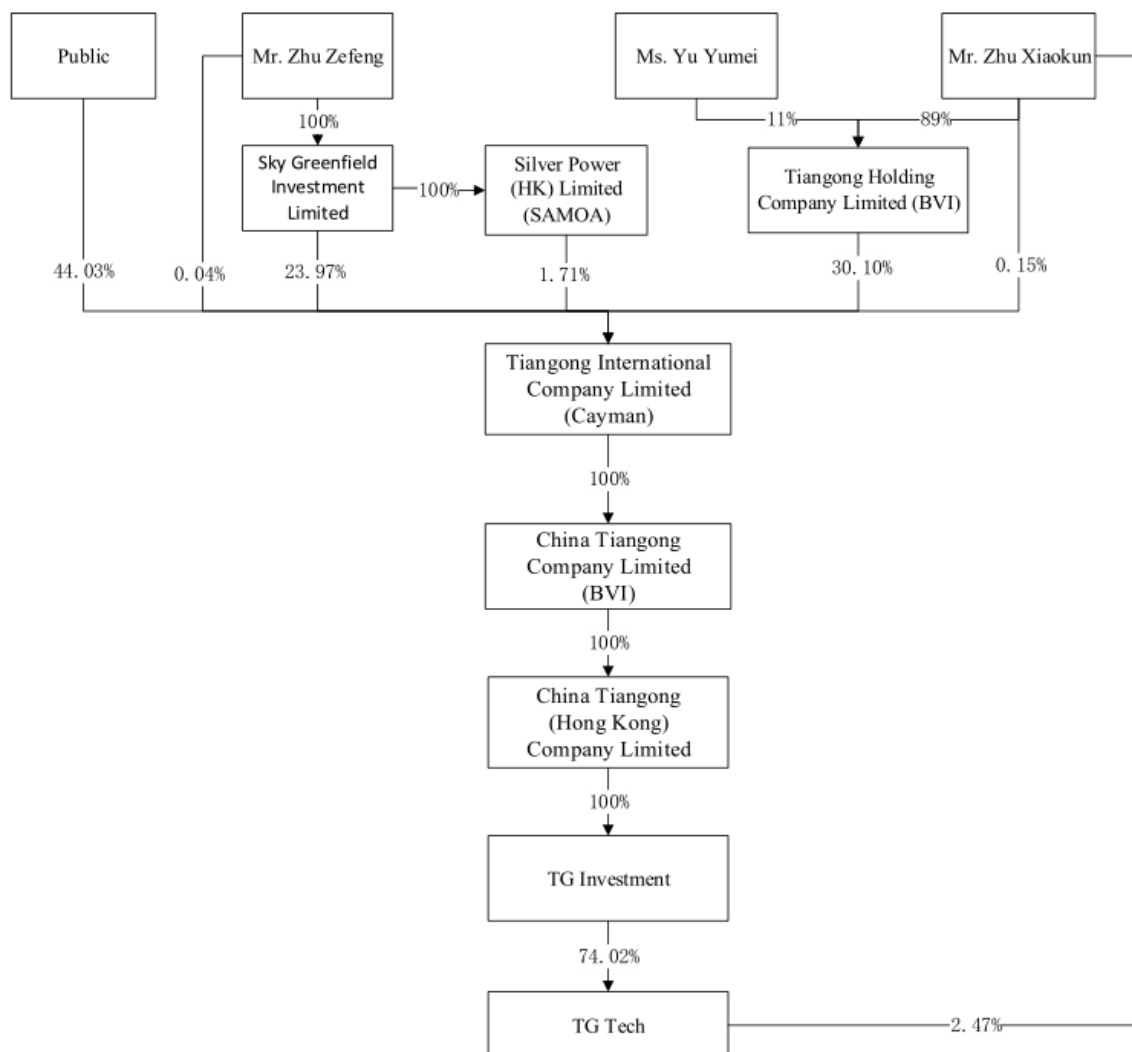 Public
Mr. Zhu Zefeng
Ms. Yu Yumei
Mr. Zhu Xiaokun
100%
11%
89%
Sky Greenfield
Investment
Limited
100%
Silver Power
(HK) Limited
(SAMOA)
Tiangong Holding
Company Limited (BVI)
44.03%
0.04%
23.97%
1.71%
30.10%
0.15%
Tiangong International
Company Limited
(Cayman)
100%
China Tiangong
Company Limited
(BVI)
100%
China Tiangong
(Hong Kong)
Company Limited
100%
TG Investment
74.02%
TG Tech
2.47%